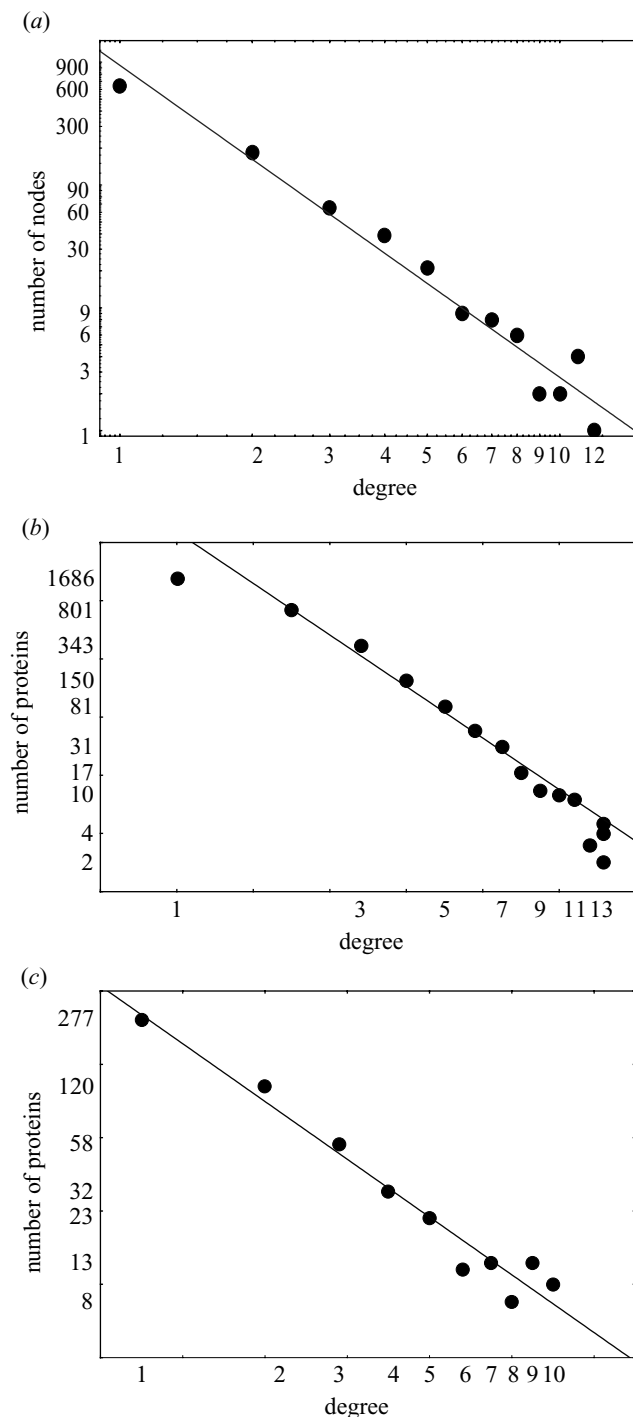 (a)
900
600
300
90
60
30
9
6
3
1
number of nodes
1 2 3 4 5 6 7 8 9 10 12
degree
(b)
1686
801
343
150
81
31
17
10
4
2
number of proteins
1 3 5 7 9 11 13
degree
(c)
277
120
58
32
23
13
8
number of proteins
1 2 3 4 5 6 7 8 9 10
degree